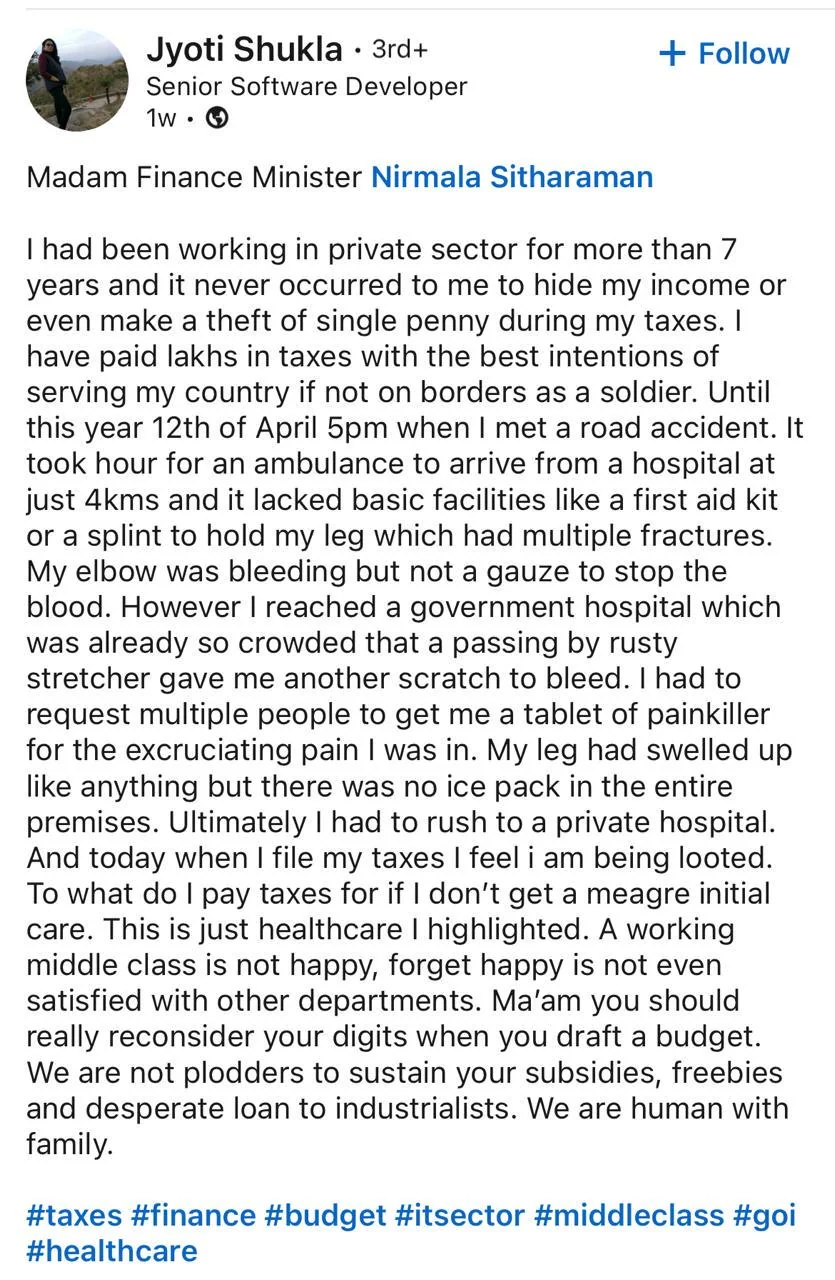 Jyoti Shukla • 3rd+
+ Follow
Senior Software Developer
1w •
Madam Finance Minister Nirmala Sitharaman
I had been working in private sector for more than 7
years and it never occurred to me to hide my income or
even make a theft of single penny during my taxes. I
have paid lakhs in taxes with the best intentions of
serving my country if not on borders as a soldier. Until
this year 12th of April 5pm when I met a road accident. It
took hour for an ambulance to arrive from a hospital at
just 4kms and it lacked basic facilities like a first aid kit
or a splint to hold my leg which had multiple fractures.
My elbow was bleeding but not a gauze to stop the
blood. However I reached a government hospital which
was already so crowded that a passing by rusty
stretcher gave me another scratch to bleed. I had to
request multiple people to get me a tablet of painkiller
for the excruciating pain I was in. My leg had swelled up
like anything but there was no ice pack in the entire
premises. Ultimately I had to rush to a private hospital.
And today when I file my taxes I feel i am being looted.
To what do I pay taxes for if I don’t get a meagre initial
care. This is just healthcare I highlighted. A working
middle class is not happy, forget happy is not even
satisfied with other departments. Ma’am you should
really reconsider your digits when you draft a budget.
We are not plodders to sustain your subsidies, freebies
and desperate loan to industrialists. We are human with
family.
#taxes #finance #budget #itsector #middleclass #goi
#healthcare